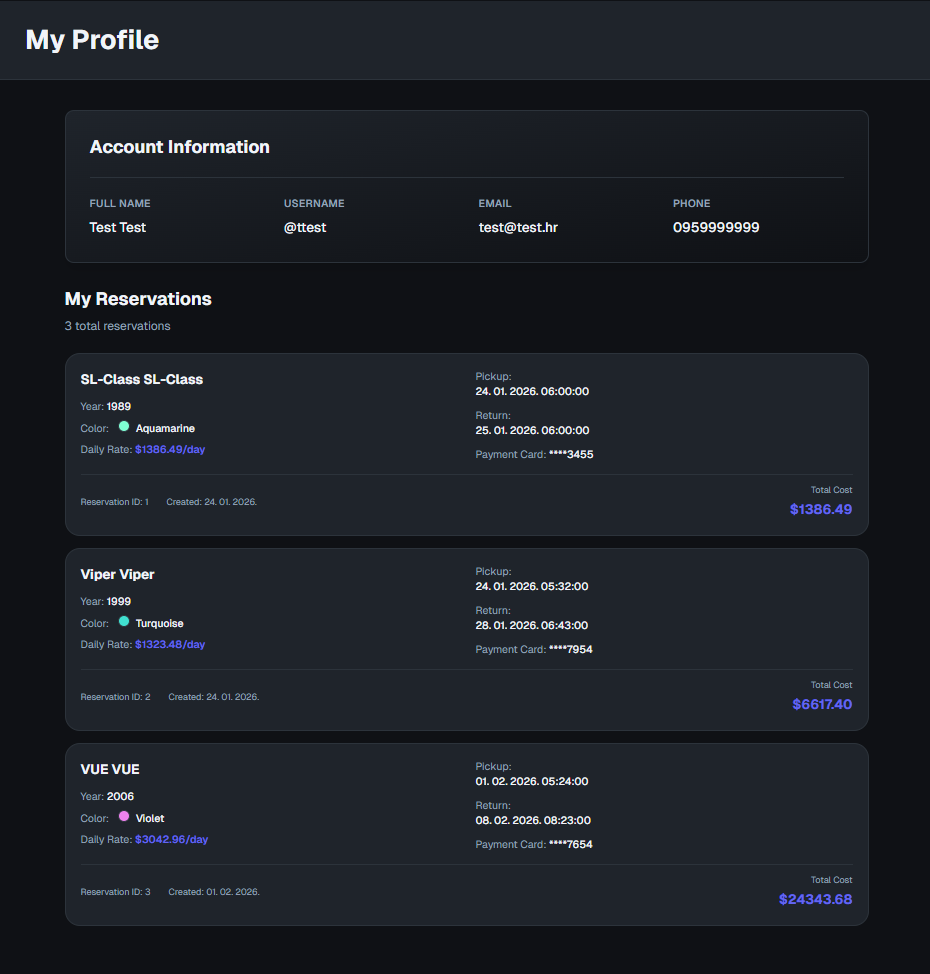 My Profile
Account Information
FULL NAME
Test Test
USERNAME
@ttest
EMAIL
test@test.hr
PHONE
0959999999
My Reservations
3 total reservations
SL-Class SL-Class
Year: 1989
Color: Aquamarine
Daily Rate: $1386.49/day
Pickup:
24. 01. 2026. 06:00:00
Return:
25. 01. 2026. 06:00:00
Payment Card: ****3455
Reservation ID: 1 Created: 24. 01. 2026.
Total Cost
$1386.49
Viper Viper
Year: 1999
Color: Turquoise
Daily Rate: $1323.48/day
Pickup:
24. 01. 2026. 05:32:00
Return:
28. 01. 2026. 06:43:00
Payment Card: ****7954
Reservation ID: 2 Created: 24. 01. 2026.
Total Cost
$6617.40
VUE VUE
Year: 2006
Color: Violet
Daily Rate: $3042.96/day
Pickup:
01. 02. 2026. 05:24:00
Return:
08. 02. 2026. 08:23:00
Payment Card: ****7654
Reservation ID: 3 Created: 01. 02. 2026.
Total Cost
$24343.68